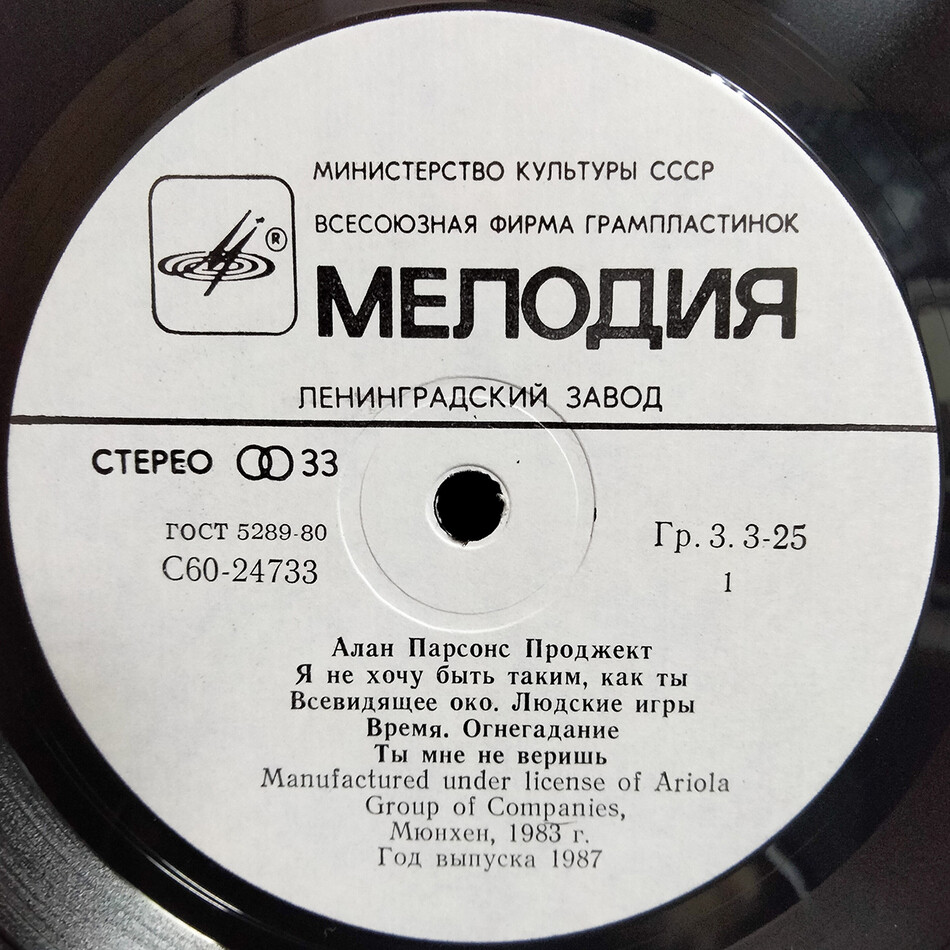 МИНИСТЕРСТВО КУЛЬТУРЫ СССР
ВСЕСОЮЗНАЯ ФИРМА ГРАМПЛАСТИНОК
®
МЕЛОДИЯ
ЛЕНИНГРАДСКИЙ ЗАВОД
СТЕРЕО 33
ГОСТ 5289-80
С60-24733
Гр. 3. 3-25
1
Алан Парсонс Проджект
Я не хочу быть таким, как ты
Всевидящее око. Людские игры
Время. Огнегадание
Ты мне не веришь
Manufactured under license of Ariola
Group of Companies,
Мюнхен, 1983 г.
Год выпуска 1987